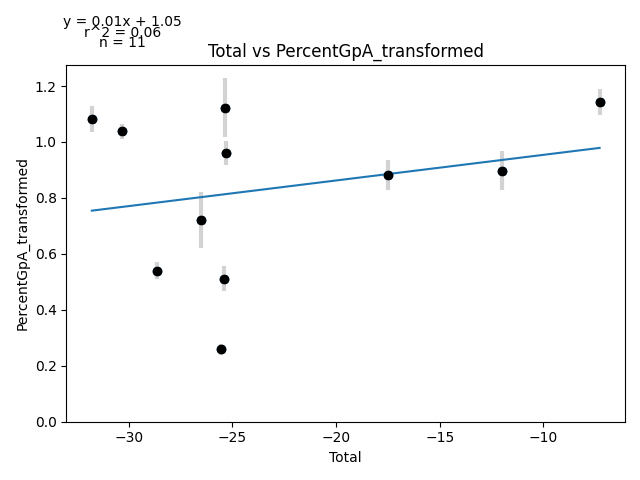 y = 0.01x + 1.05
r^2 = 0.06
n = 11
Total vs PercentGpA_transformed
PercentGpA_transformed
1.2
1.0
0.8
0.6
0.4
0.2
0.0
−30
−25
−20
−15
−10
Total